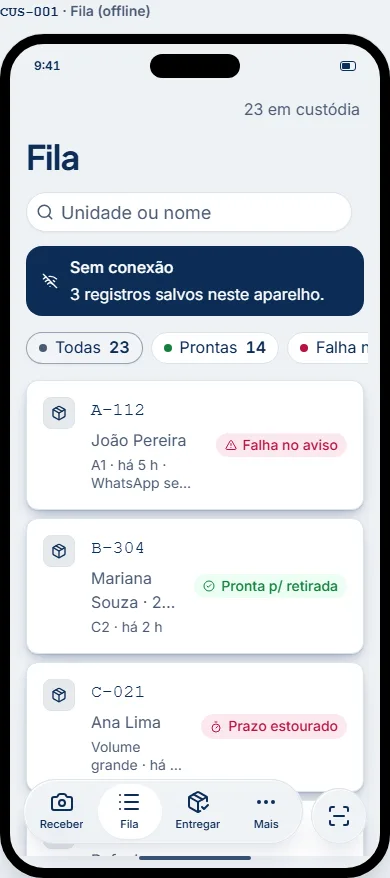 CUS-001 · Fila (offline)
9:41
23 em custódia
Fila
Unidade ou nome
Sem conexão
3 registros salvos neste aparelho.
Todas 23
Prontas 14
Falha
A-112
João Pereira
A1 · há 5 h ·
WhatsApp se...
Falha no aviso
B-304
Mariana
Souza · 2...
C2 · há 2 h
Pronta p/ retirada
C-021
Ana Lima
Volume
grande · há ...
Prazo estourado
Receber
Fila
Entregar
Mais